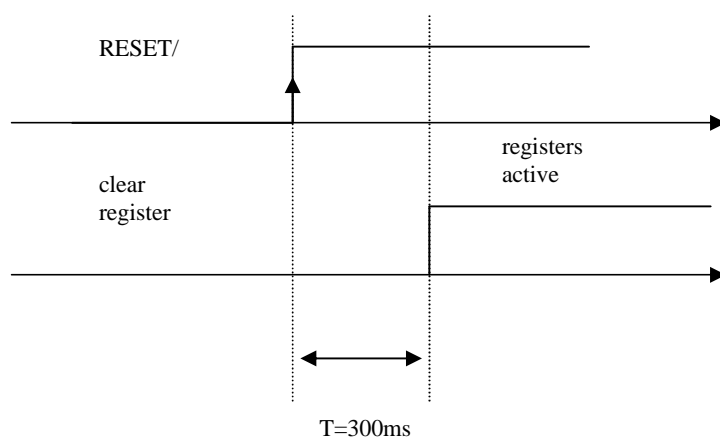 RESET/
registers
active
clear
register
T=300ms